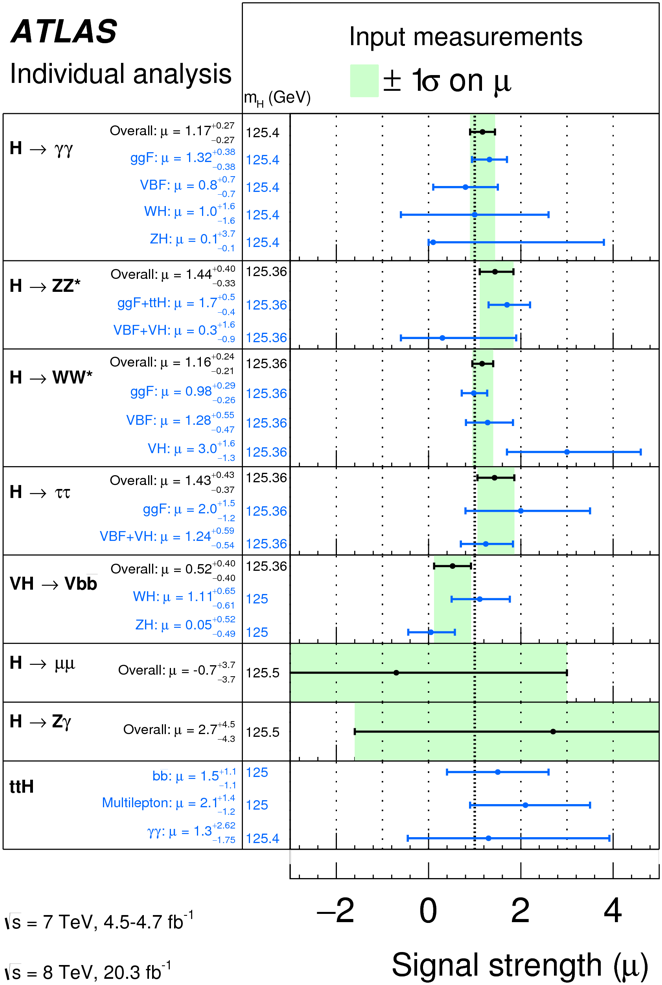 ATLAS
Individual analysis
Input measurements
± 1σ on μ
m_H (GeV)
H → γγ
Overall: μ = 1.17 +0.27 −0.27 125.4
ggF: μ = 1.32 +0.38 −0.38 125.4
VBF: μ = 0.8 +0.7 −0.7 125.4
WH: μ = 1.0 +1.6 −1.6 125.4
ZH: μ = 0.1 +3.7 −0.1 125.4
H → ZZ*
Overall: μ = 1.44 +0.40 −0.33 125.36
ggF+ttH: μ = 1.7 +0.5 −0.4 125.36
VBF+VH: μ = 0.3 +1.6 −0.9 125.36
H → WW*
Overall: μ = 1.16 +0.24 −0.21 125.36
ggF: μ = 0.98 +0.29 −0.26 125.36
VBF: μ = 1.28 +0.55 −0.47 125.36
VH: μ = 3.0 +1.6 −1.3 125.36
H → ττ
Overall: μ = 1.43 +0.43 −0.37 125.36
ggF: μ = 2.0 +1.5 −1.2 125.36
VBF+VH: μ = 1.24 +0.59 −0.54 125.36
VH → Vbb̄
Overall: μ = 0.52 +0.40 −0.40 125.36
WH: μ = 1.11 +0.65 −0.61 125
ZH: μ = 0.05 +0.52 −0.49 125
H → μμ
Overall: μ = -0.7 +3.7 −3.7 125.5
H → Zγ
Overall: μ = 2.7 +4.5 −4.3 125.5
ttH
bb: μ = 1.5 +1.1 −1.1 125
Multilepton: μ = 2.1 +1.4 −1.2 125
γγ: μ = 1.3 +2.62 −1.75 125.4
−2 0 2 4
√s = 7 TeV, 4.5-4.7 fb⁻¹
√s = 8 TeV, 20.3 fb⁻¹
Signal strength (μ)